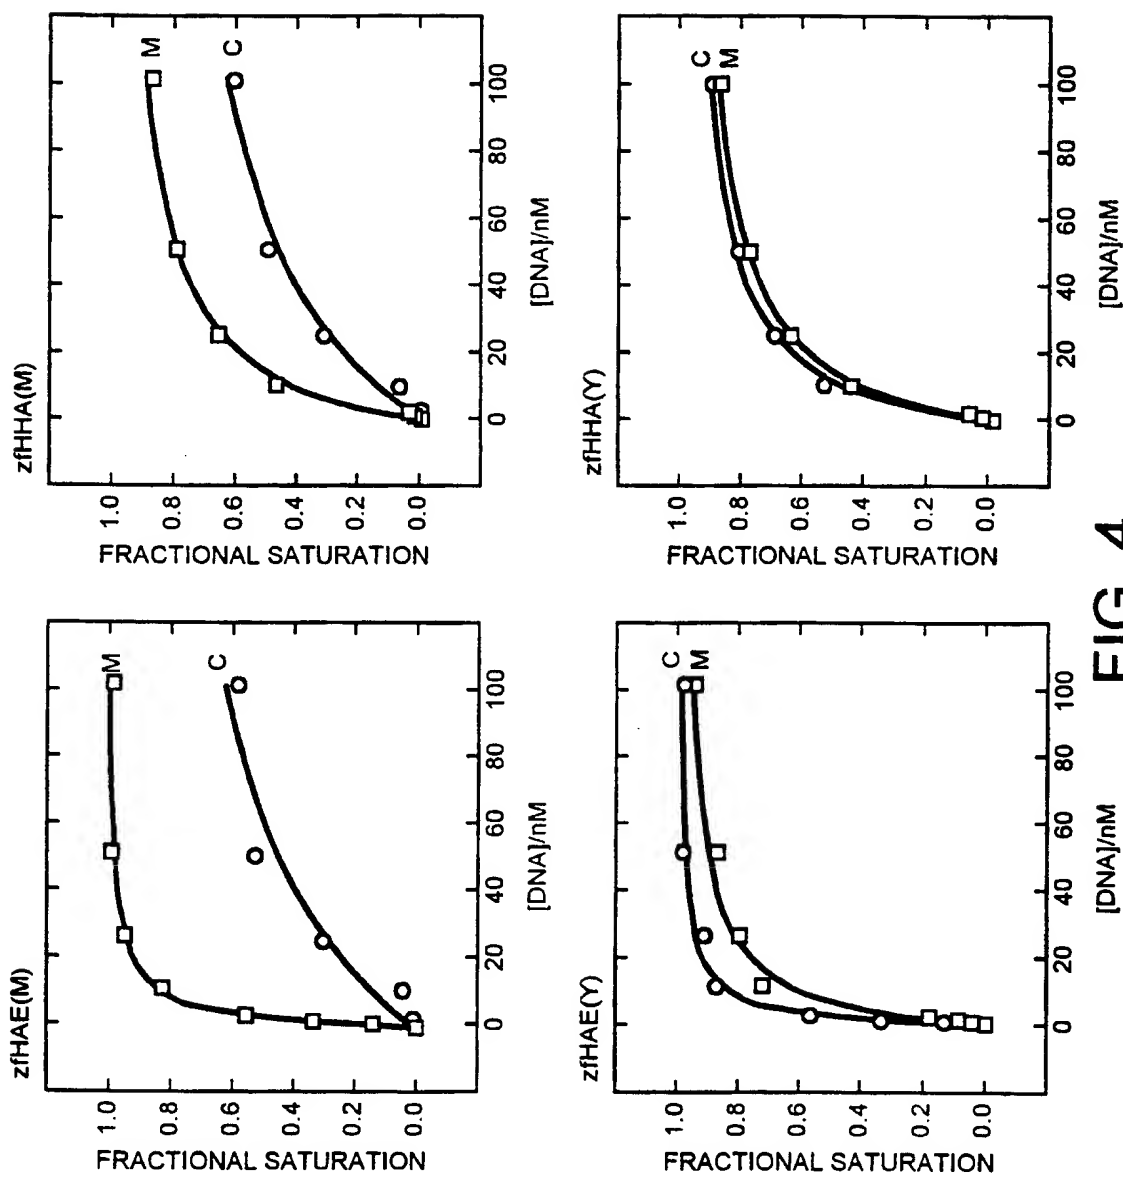 zfHAE(M)
FRACTIONAL SATURATION
1.0
0.8
0.6
0.4
0.2
0.0
M
C
0 20 40 60 80 100
[DNA]/nM
zfHHA(M)
FRACTIONAL SATURATION
1.0
0.8
0.6
0.4
0.2
0.0
M
C
0 20 40 60 80 100
[DNA]/nM
zfHAE(Y)
FRACTIONAL SATURATION
1.0
0.8
0.6
0.4
0.2
0.0
C
M
0 20 40 60 80 100
[DNA]/nM
zfHHA(Y)
FRACTIONAL SATURATION
1.0
0.8
0.6
0.4
0.2
0.0
C
M
0 20 40 60 80 100
[DNA]/nM
FIG 4